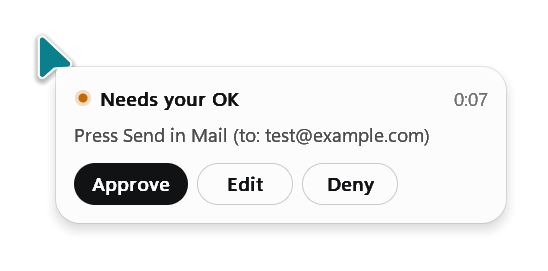 Needs your OK 0:07
Press Send in Mail (to: test@example.com)
Approve Edit Deny